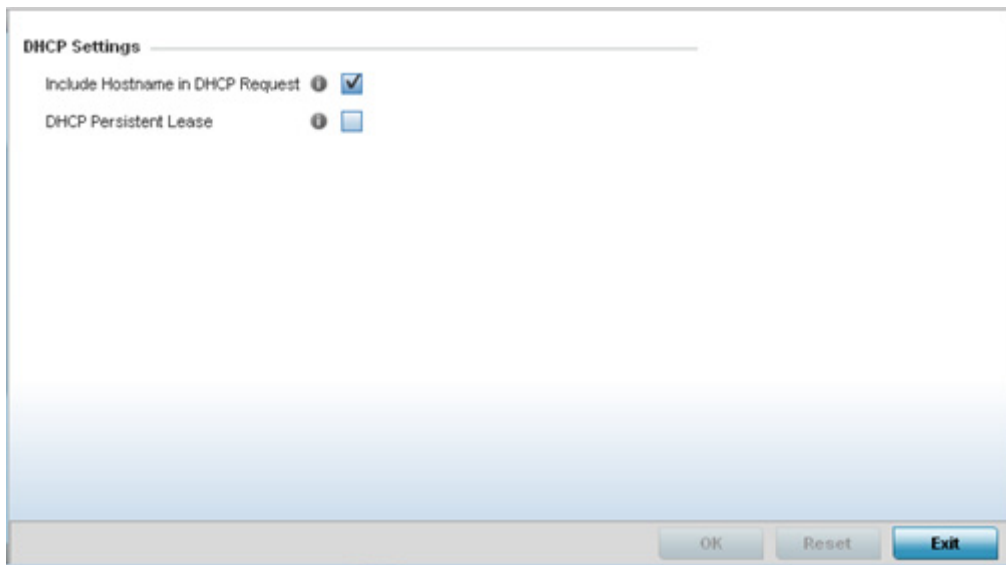 DHCP Settings
Include Hostname in DHCP Request
DHCP Persistent Lease
OK Reset Exit